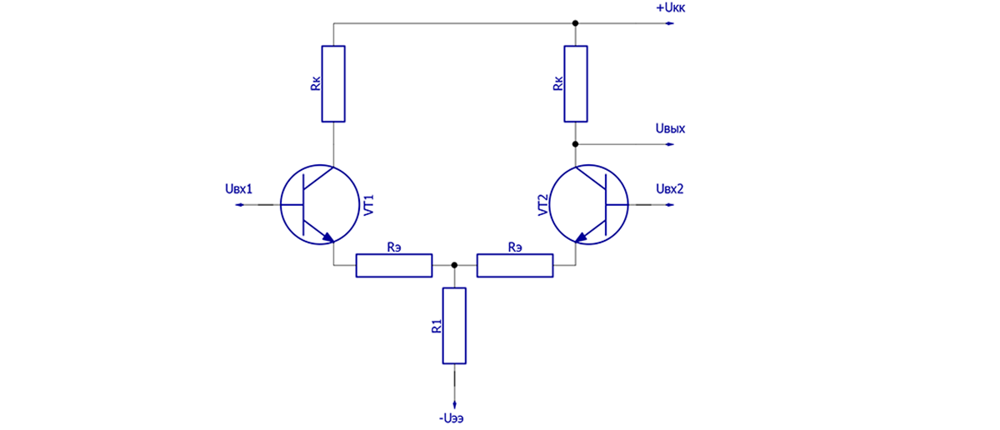 +Uкк
Rк
Rк
Uвых
Uвх1
VT1
VT2
Uвх2
Rэ
Rэ
R1
-Uээ